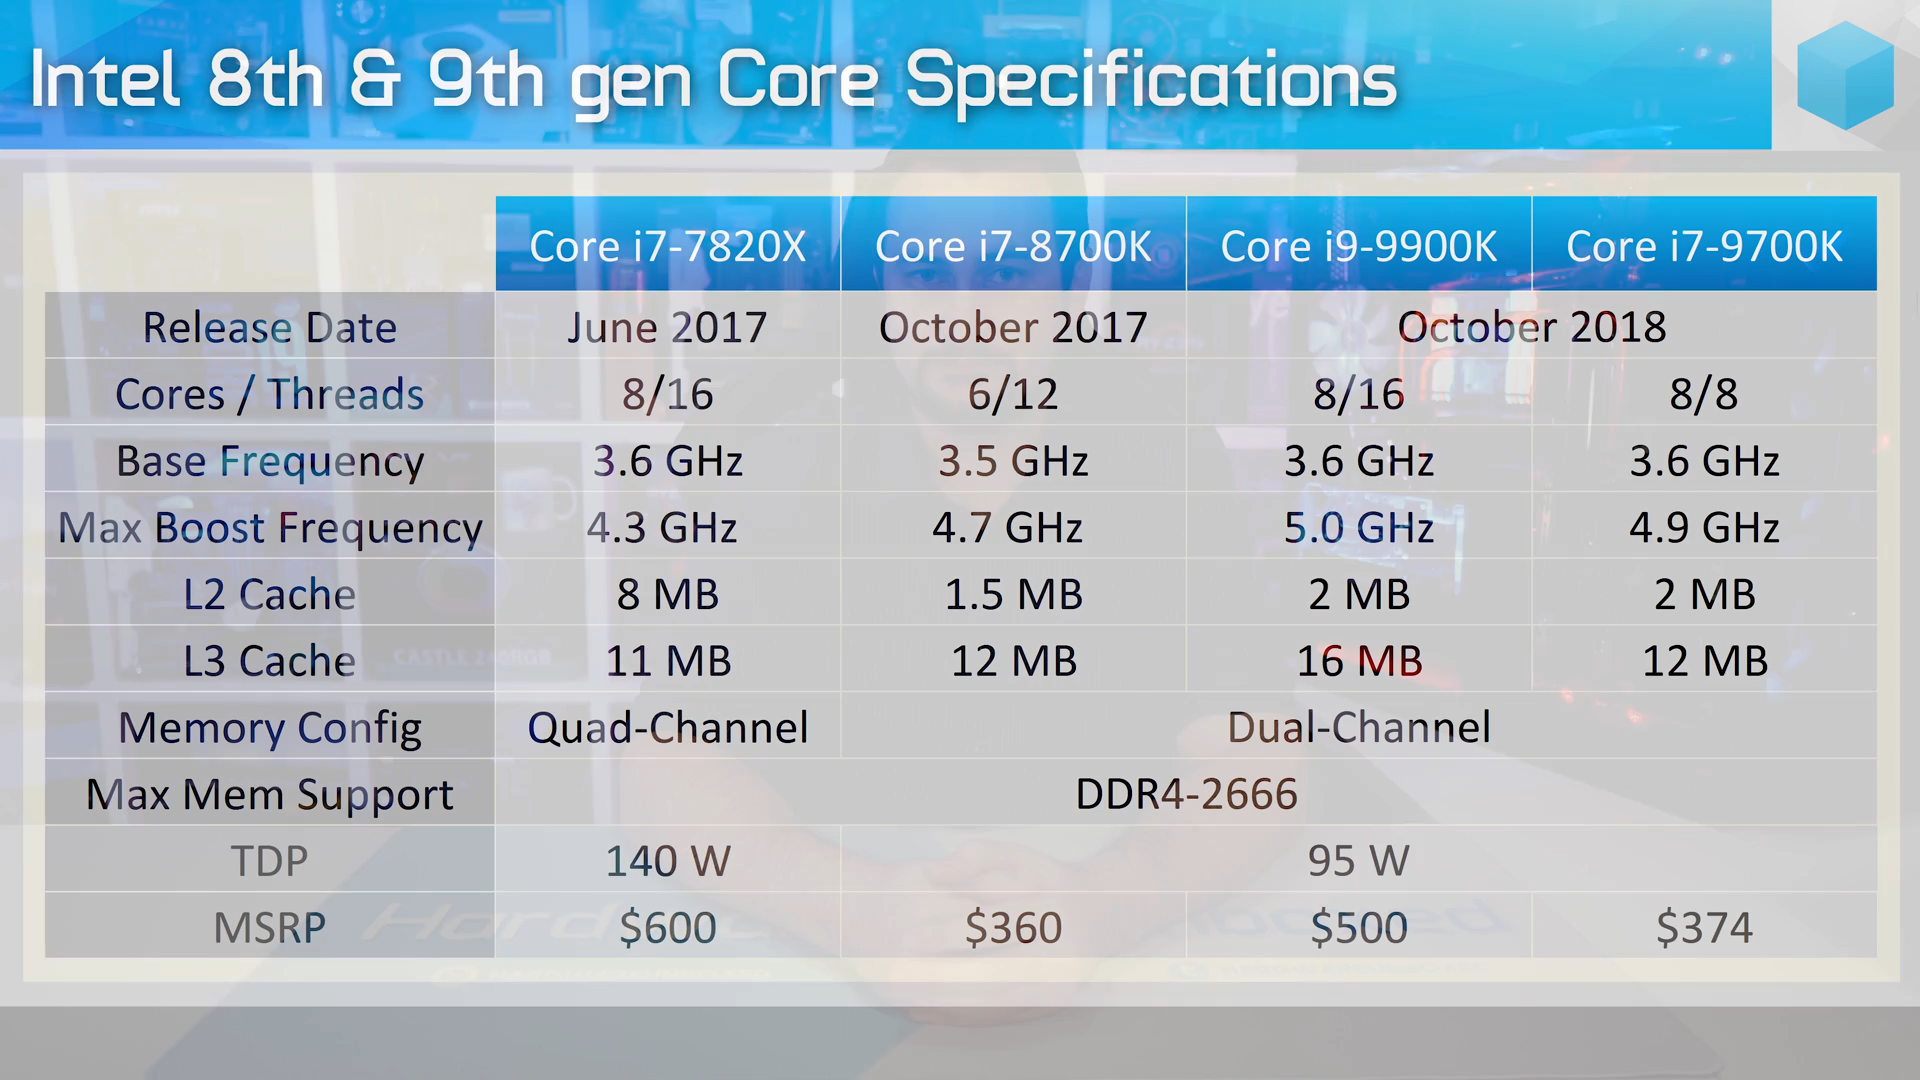 Intel 8th & 9th gen Core Specifications
Core i7-7820X Core i7-8700K Core i9-9900K Core i7-9700K
Release Date June 2017 October 2017 October 2018
Cores / Threads 8/16 6/12 8/16 8/8
Base Frequency 3.6 GHz 3.5 GHz 3.6 GHz 3.6 GHz
Max Boost Frequency 4.3 GHz 4.7 GHz 5.0 GHz 4.9 GHz
L2 Cache 8 MB 1.5 MB 2 MB 2 MB
CASTLE
L3 Cache 11 MB 12 MB 16 MB 12 MB
Memory Config Quad-Channel Dual-Channel
Max Mem Support DDR4-2666
TDP 140 W 95 W
MSRP $600 $360 $500 $374